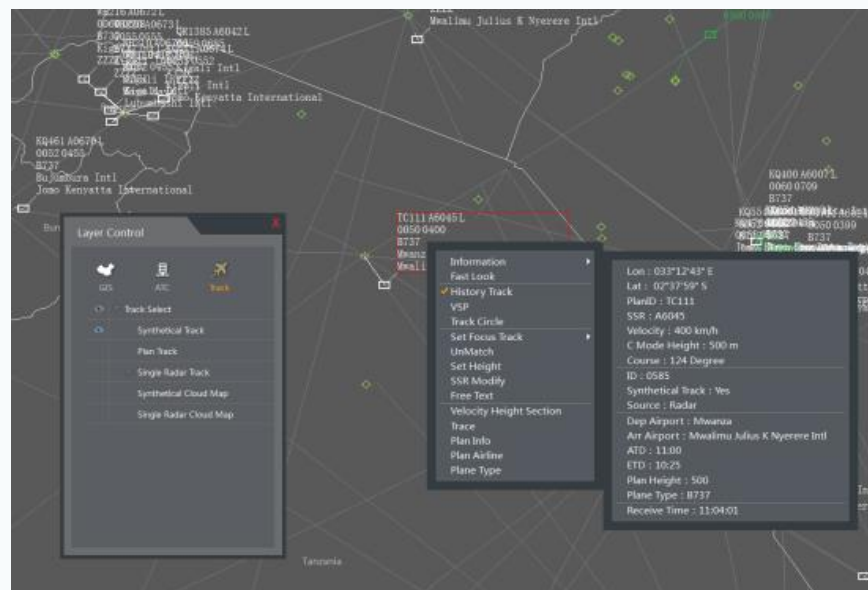 Mwalimu Julius K Nyerere Intl
QR1385 A6042L
Jomo Kenyatta International
KQ461 A0670L
0052 0455
B737
Bujumbura Intl
Jomo Kenyatta International
KQ400 A6007L
0060 0709
B737
TC111 A6045L
0050 0400
B737
Layer Control
X
GIS
ATC
Track
Track Select
Synthetical Track
Plan Track
Single Radar Track
Synthetical Cloud Map
Single Radar Cloud Map
Information
Fast Look
History Track
VSP
Track Circle
Set Focus Track
UnMatch
Set Height
SSR Modify
Free Text
Velocity Height Section
Trace
Plan Info
Plan Airline
Plane Type
Lon : 033°12'43" E
Lat : 02°37'59" S
PlanID : TC111
SSR : A6045
Velocity : 400 km/h
C Mode Height : 500 m
Course : 124 Degree
ID : 0585
Synthetical Track : Yes
Source : Radar
Dep Airport : Mwanza
Arr Airport : Mwalimu Julius K Nyerere Intl
ATD : 11:00
ETD : 10:25
Plan Height : 500
Plane Type : B737
Receive Time : 11:04:01
Tanzania